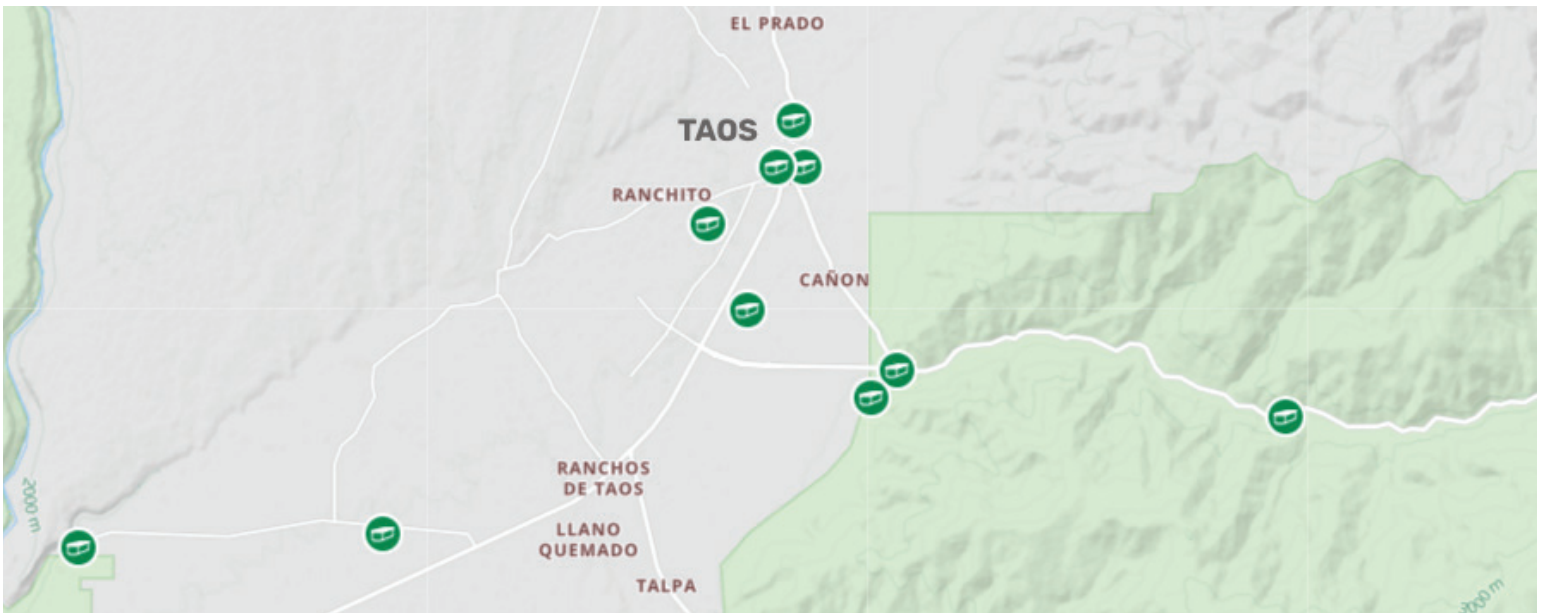 EL PRADO
TAOS
RANCHITO
CAÑON
RANCHOS
DE TAOS
2000 m
LLANO
QUEMADO
TALPA